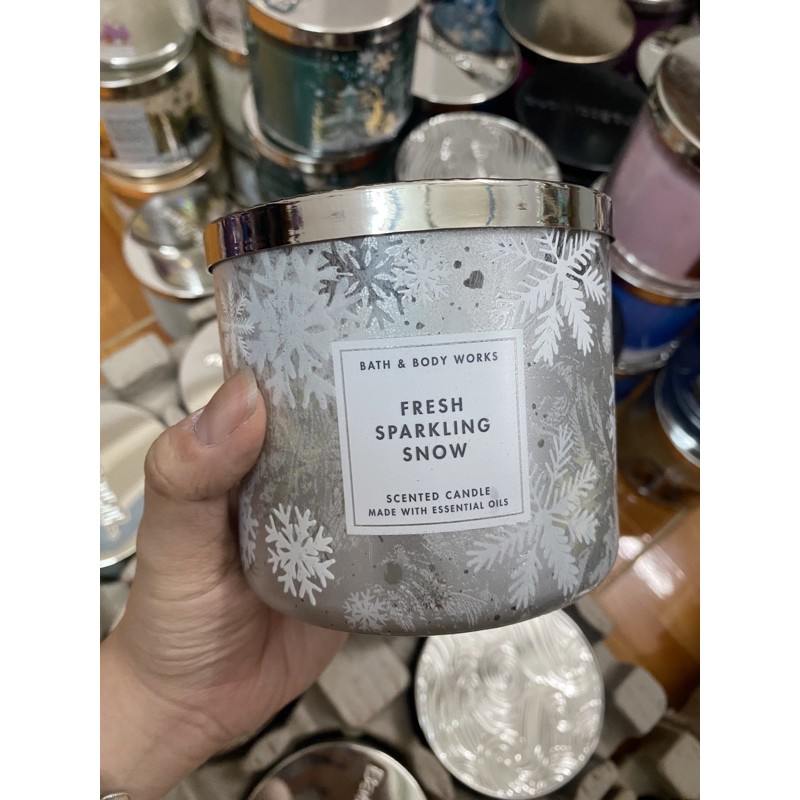 BATH & BODY WORKS
FRESH
SPARKLING
SNOW
SCENTED CANDLE
MADE WITH ESSENTIAL OILS